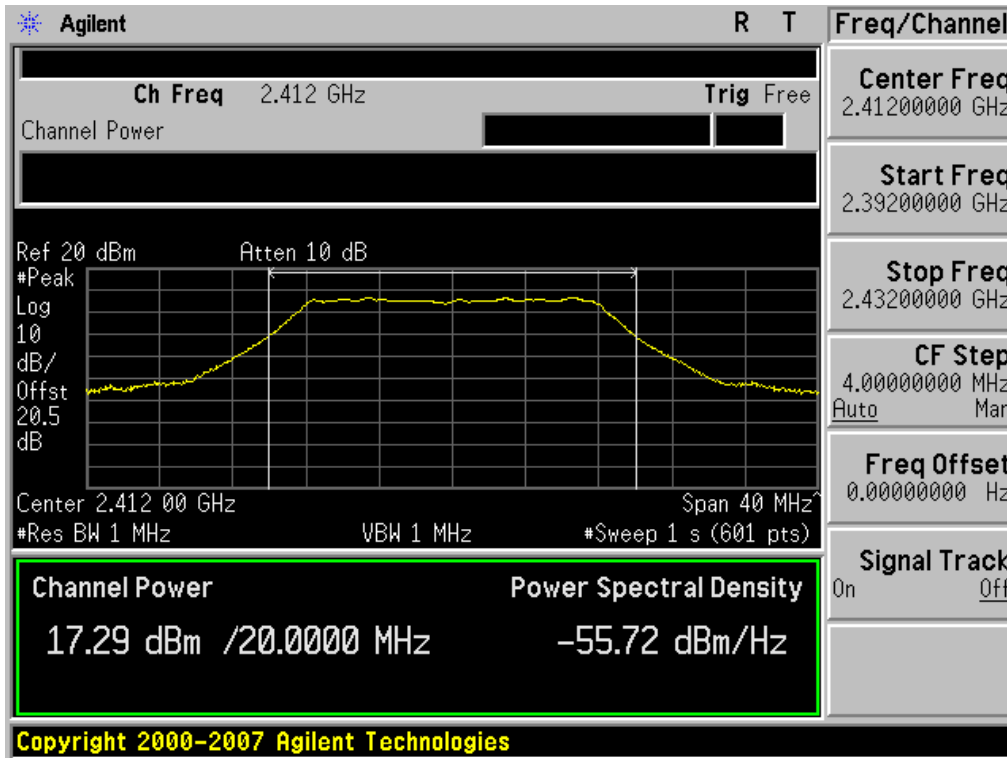 Agilent R T
Ch Freq 2.412 GHz Trig Free
Channel Power
Ref 20 dBm Atten 10 dB
#Peak
Log
10
dB/
Offst
20.5
dB
Center 2.412 00 GHz Span 40 MHz^
#Res BW 1 MHz VBW 1 MHz #Sweep 1 s (601 pts)
Channel Power Power Spectral Density
17.29 dBm /20.0000 MHz -55.72 dBm/Hz
Copyright 2000-2007 Agilent Technologies
Freq/Channel
Center Freq
2.41200000 GHz
Start Freq
2.39200000 GHz
Stop Freq
2.43200000 GHz
CF Step
4.00000000 MHz
Auto Man
Freq Offset
0.00000000 Hz
Signal Track
On Off